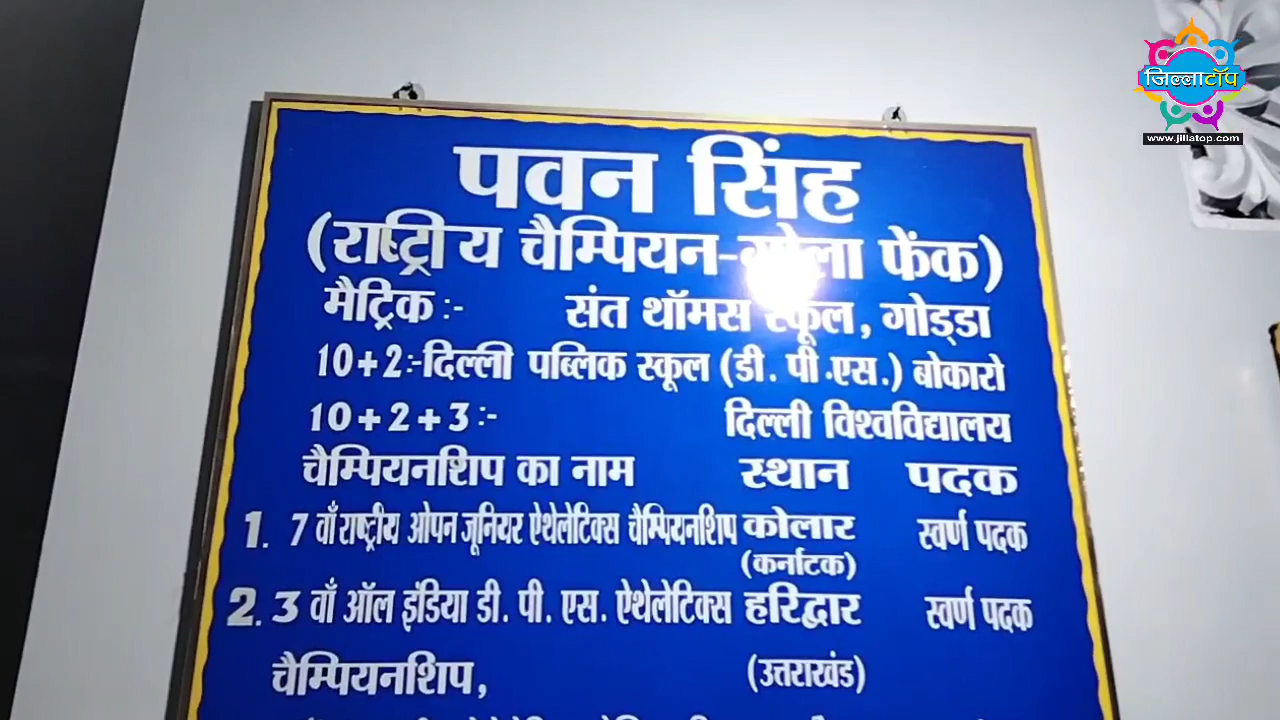 जिल्लाटॉप
www.jillatop.com
पवन सिंह
(राष्ट्रीय चैम्पियन-गोला फेंक)
मैट्रिक :- संत थॉमस स्कूल, गोड्डा
10+2:-दिल्ली पब्लिक स्कूल (डी. पी .एस.) बोकारो
10+2+3 :- दिल्ली विश्वविद्यालय
चैम्पियनशिप का नाम स्थान पदक
1. 7 वाँ राष्ट्रीय ओपन जूनियर ऐथेलेटिक्स चैम्पियनशिप कोलार स्वर्ण पदक
(कर्नाटक)
2. 3 वाँ ऑल इंडिया डी. पी. एस. ऐथेलेटिक्स हरिद्वार स्वर्ण पदक
चैम्पियनशिप, (उत्तराखंड)